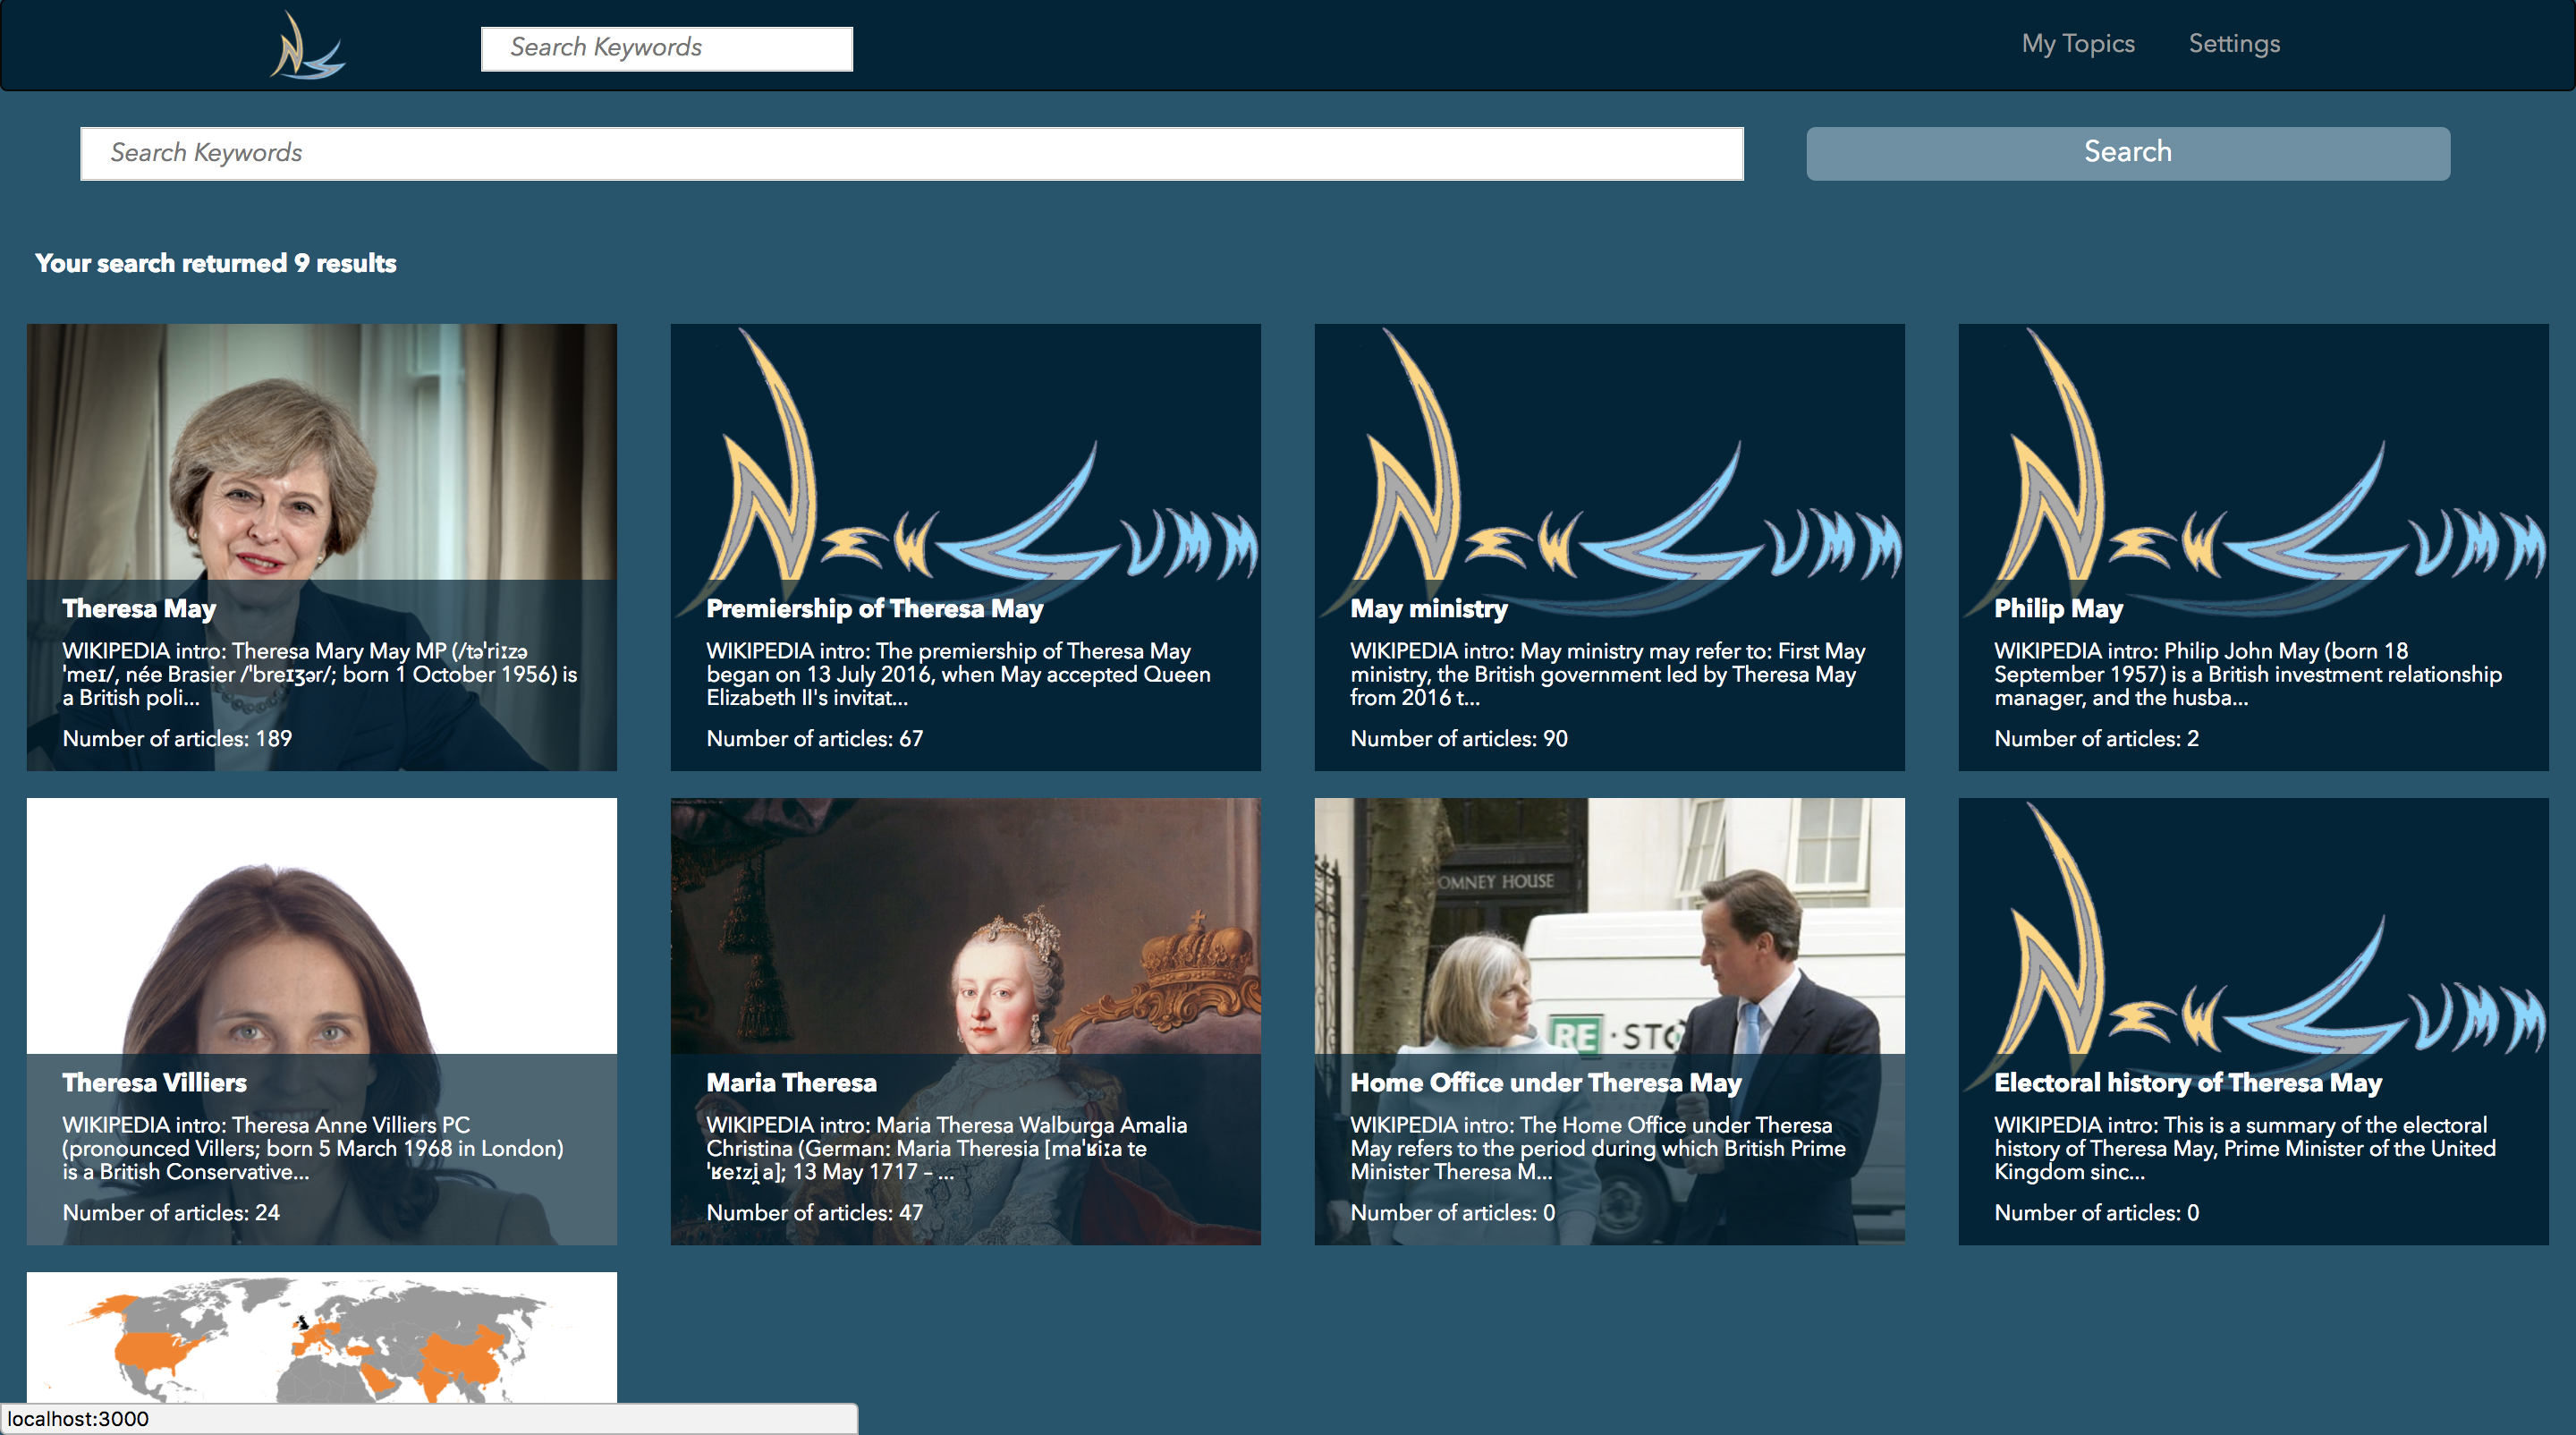 Search Keywords
My Topics
Settings
Search Keywords
Search
Your search returned 9 results
Theresa May
WIKIPEDIA intro: Theresa Mary May MP (/təˈriːzə
ˈmeɪ/, née Brasier /ˈbreɪʒər/; born 1 October 1956) is
a British poli...
Number of articles: 189
NewSumm
Premiership of Theresa May
WIKIPEDIA intro: The premiership of Theresa May
began on 13 July 2016, when May accepted Queen
Elizabeth II's invitat...
Number of articles: 67
NewSumm
May ministry
WIKIPEDIA intro: May ministry may refer to: First May
ministry, the British government led by Theresa May
from 2016 t...
Number of articles: 90
NewSumm
Philip May
WIKIPEDIA intro: Philip John May (born 18
September 1957) is a British investment relationship
manager, and the husba...
Number of articles: 2
Theresa Villiers
WIKIPEDIA intro: Theresa Anne Villiers PC
(pronounced Villers; born 5 March 1968 in London)
is a British Conservative...
Number of articles: 24
Maria Theresa
WIKIPEDIA intro: Maria Theresa Walburga Amalia
Christina (German: Maria Theresia [maˈʁiːa te
ˈʁeːzi̯a]; 13 May 1717 – ...
Number of articles: 47
OMNEY HOUSE
RE·STO
Home Office under Theresa May
WIKIPEDIA intro: The Home Office under Theresa
May refers to the period during which British Prime
Minister Theresa M...
Number of articles: 0
NewSumm
Electoral history of Theresa May
WIKIPEDIA intro: This is a summary of the electoral
history of Theresa May, Prime Minister of the United
Kingdom sinc...
Number of articles: 0
localhost:3000